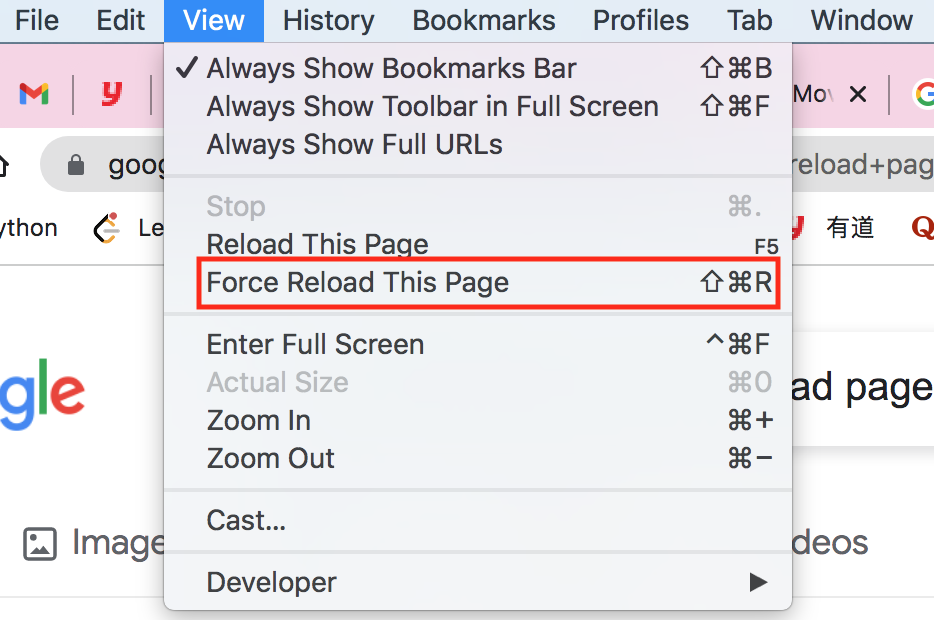 File Edit View History Bookmarks Profiles Tab Window
✓ Always Show Bookmarks Bar ⇧⌘B
Always Show Toolbar in Full Screen ⇧⌘F
Always Show Full URLs
Stop ⌘.
Reload This Page F5
Force Reload This Page ⇧⌘R
Enter Full Screen ^⌘F
Actual Size ⌘0
Zoom In ⌘+
Zoom Out ⌘−
Cast...
Developer ▶
y
Mov
goog
reload+pag
ython
Le
y 有道 Q
gle
ad page
Image
deos